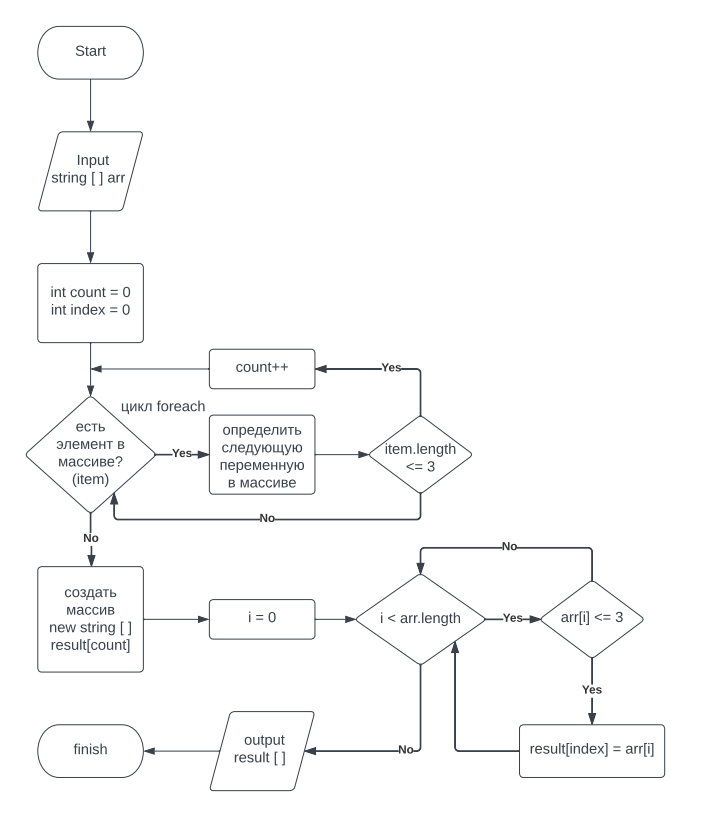 Start
Input
string [ ] arr
int count = 0
int index = 0
count++
Yes
цикл foreach
есть
элемент в
массиве?
(item)
Yes
определить
следующую
переменную
в массиве
item.length
<= 3
No
No
создать
массив
new string [ ]
result[count]
i = 0
i < arr.length
Yes
arr[i] <= 3
No
Yes
result[index] = arr[i]
No
output
result [ ]
finish